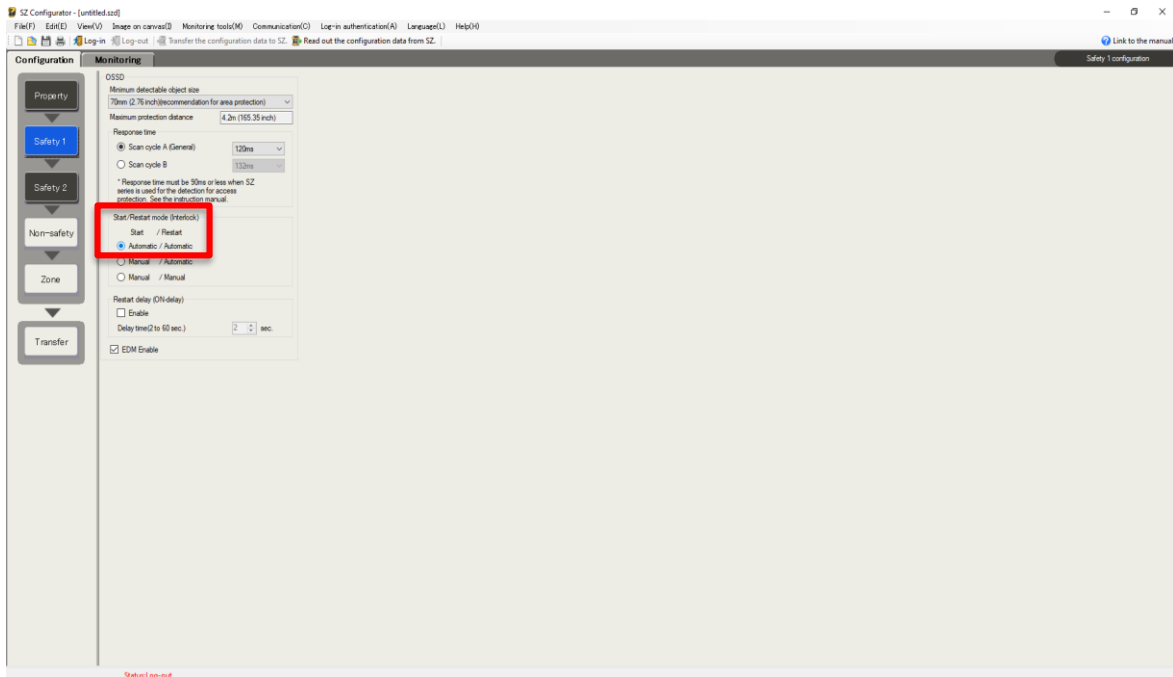 SZ Configurator - [untitled.szd]
File(F) Edit(E) View(V) Image on canvas(I) Monitoring tools(M) Communication(C) Log-in authentication(A) Language(L) Help(H)
Log-in Log-out Transfer the configuration data to SZ. Read out the configuration data from SZ. Link to the manual
Configuration Monitoring Safety 1 configuration
Property
Safety 1
Safety 2
Non-safety
Zone
Transfer
OSSD
Minimum detectable object size
70mm (2.76 inch)(recommendation for area protection)
Maximum protection distance 4.2m (165.35 inch)
Response time
Scan cycle A (General) 120ms
Scan cycle B 132ms
* Response time must be 90ms or less when SZ
series is used for the detection for access
protection. See the instruction manual.
Start/Restart mode (Interlock)
Start / Restart
Automatic / Automatic
Manual / Automatic
Manual / Manual
Restart delay (ON-delay)
Enable
Delay time(2 to 60 sec.) 2 sec.
EDM Enable
Status:Log-out